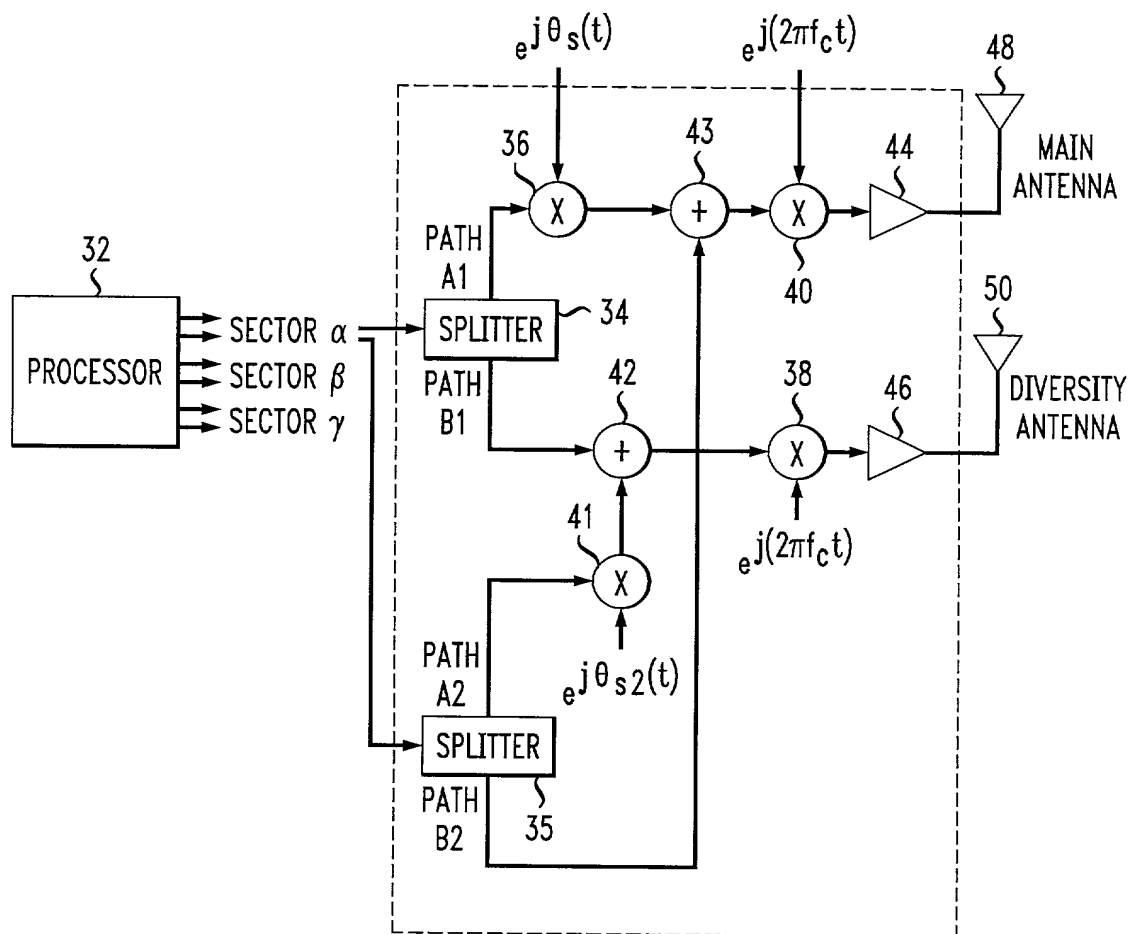 e^jθs(t)
e^j(2πfct)
48
36
43
44
MAIN
ANTENNA
X
+
X
PATH
A1
40
32
50
SPLITTER
34
SECTOR α
PROCESSOR
SECTOR β
PATH
B1
42
38
46
DIVERSITY
ANTENNA
SECTOR γ
+
X
41
e^j(2πfct)
X
PATH
A2
e^jθs2(t)
SPLITTER
PATH
B2
35